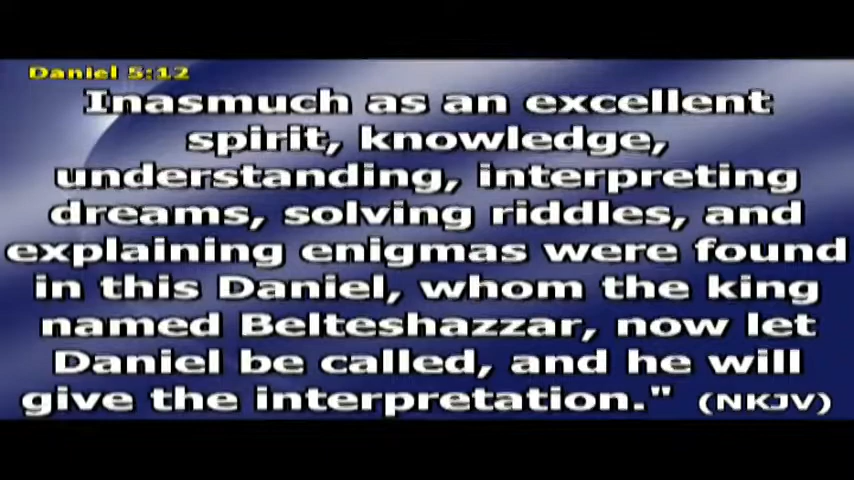 Daniel 5:12
Inasmuch as an excellent
spirit, knowledge,
understanding, interpreting
dreams, solving riddles, and
explaining enigmas were found
in this Daniel, whom the king
named Belteshazzar, now let
Daniel be called, and he will
give the interpretation." (NKJV)